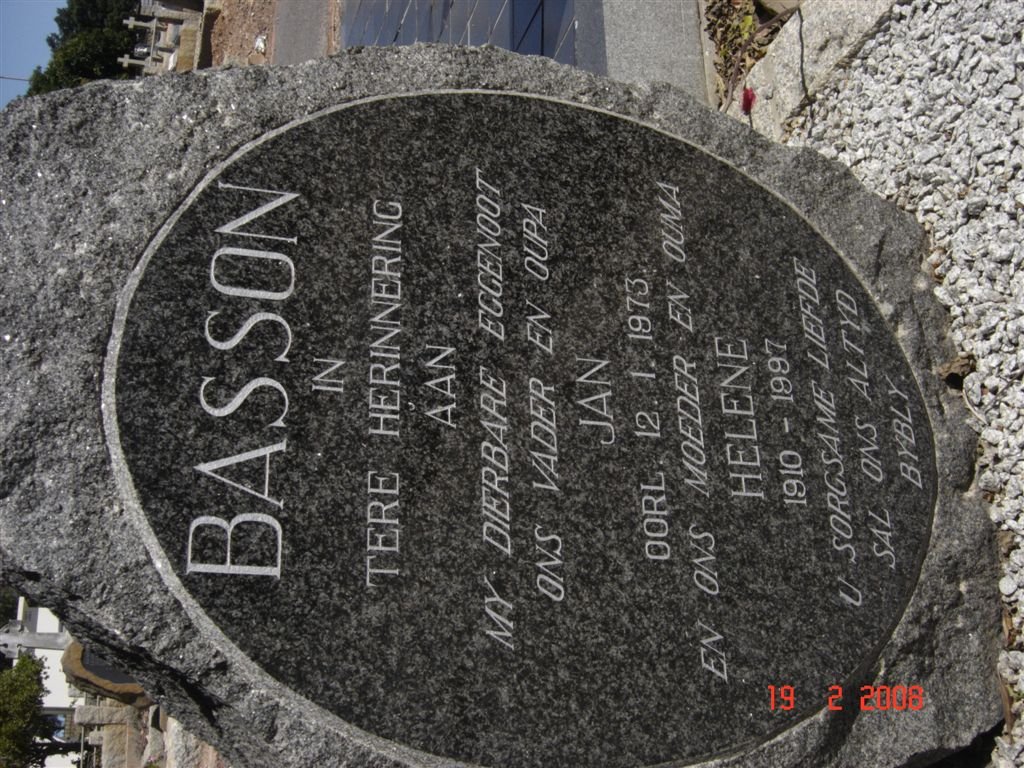 BASSON
IN
TERE HERINNERING
AAN
MY DIERBARE EGGENOOT
ONS VADER EN OUPA
JAN
OORL. 12.1.1973.
EN ONS MOEDER EN OUMA
HELENE
1910 - 1997
U SORGSAME LIEFDE
SAL ONS ALTYD
BYBLY.
19 2 2008